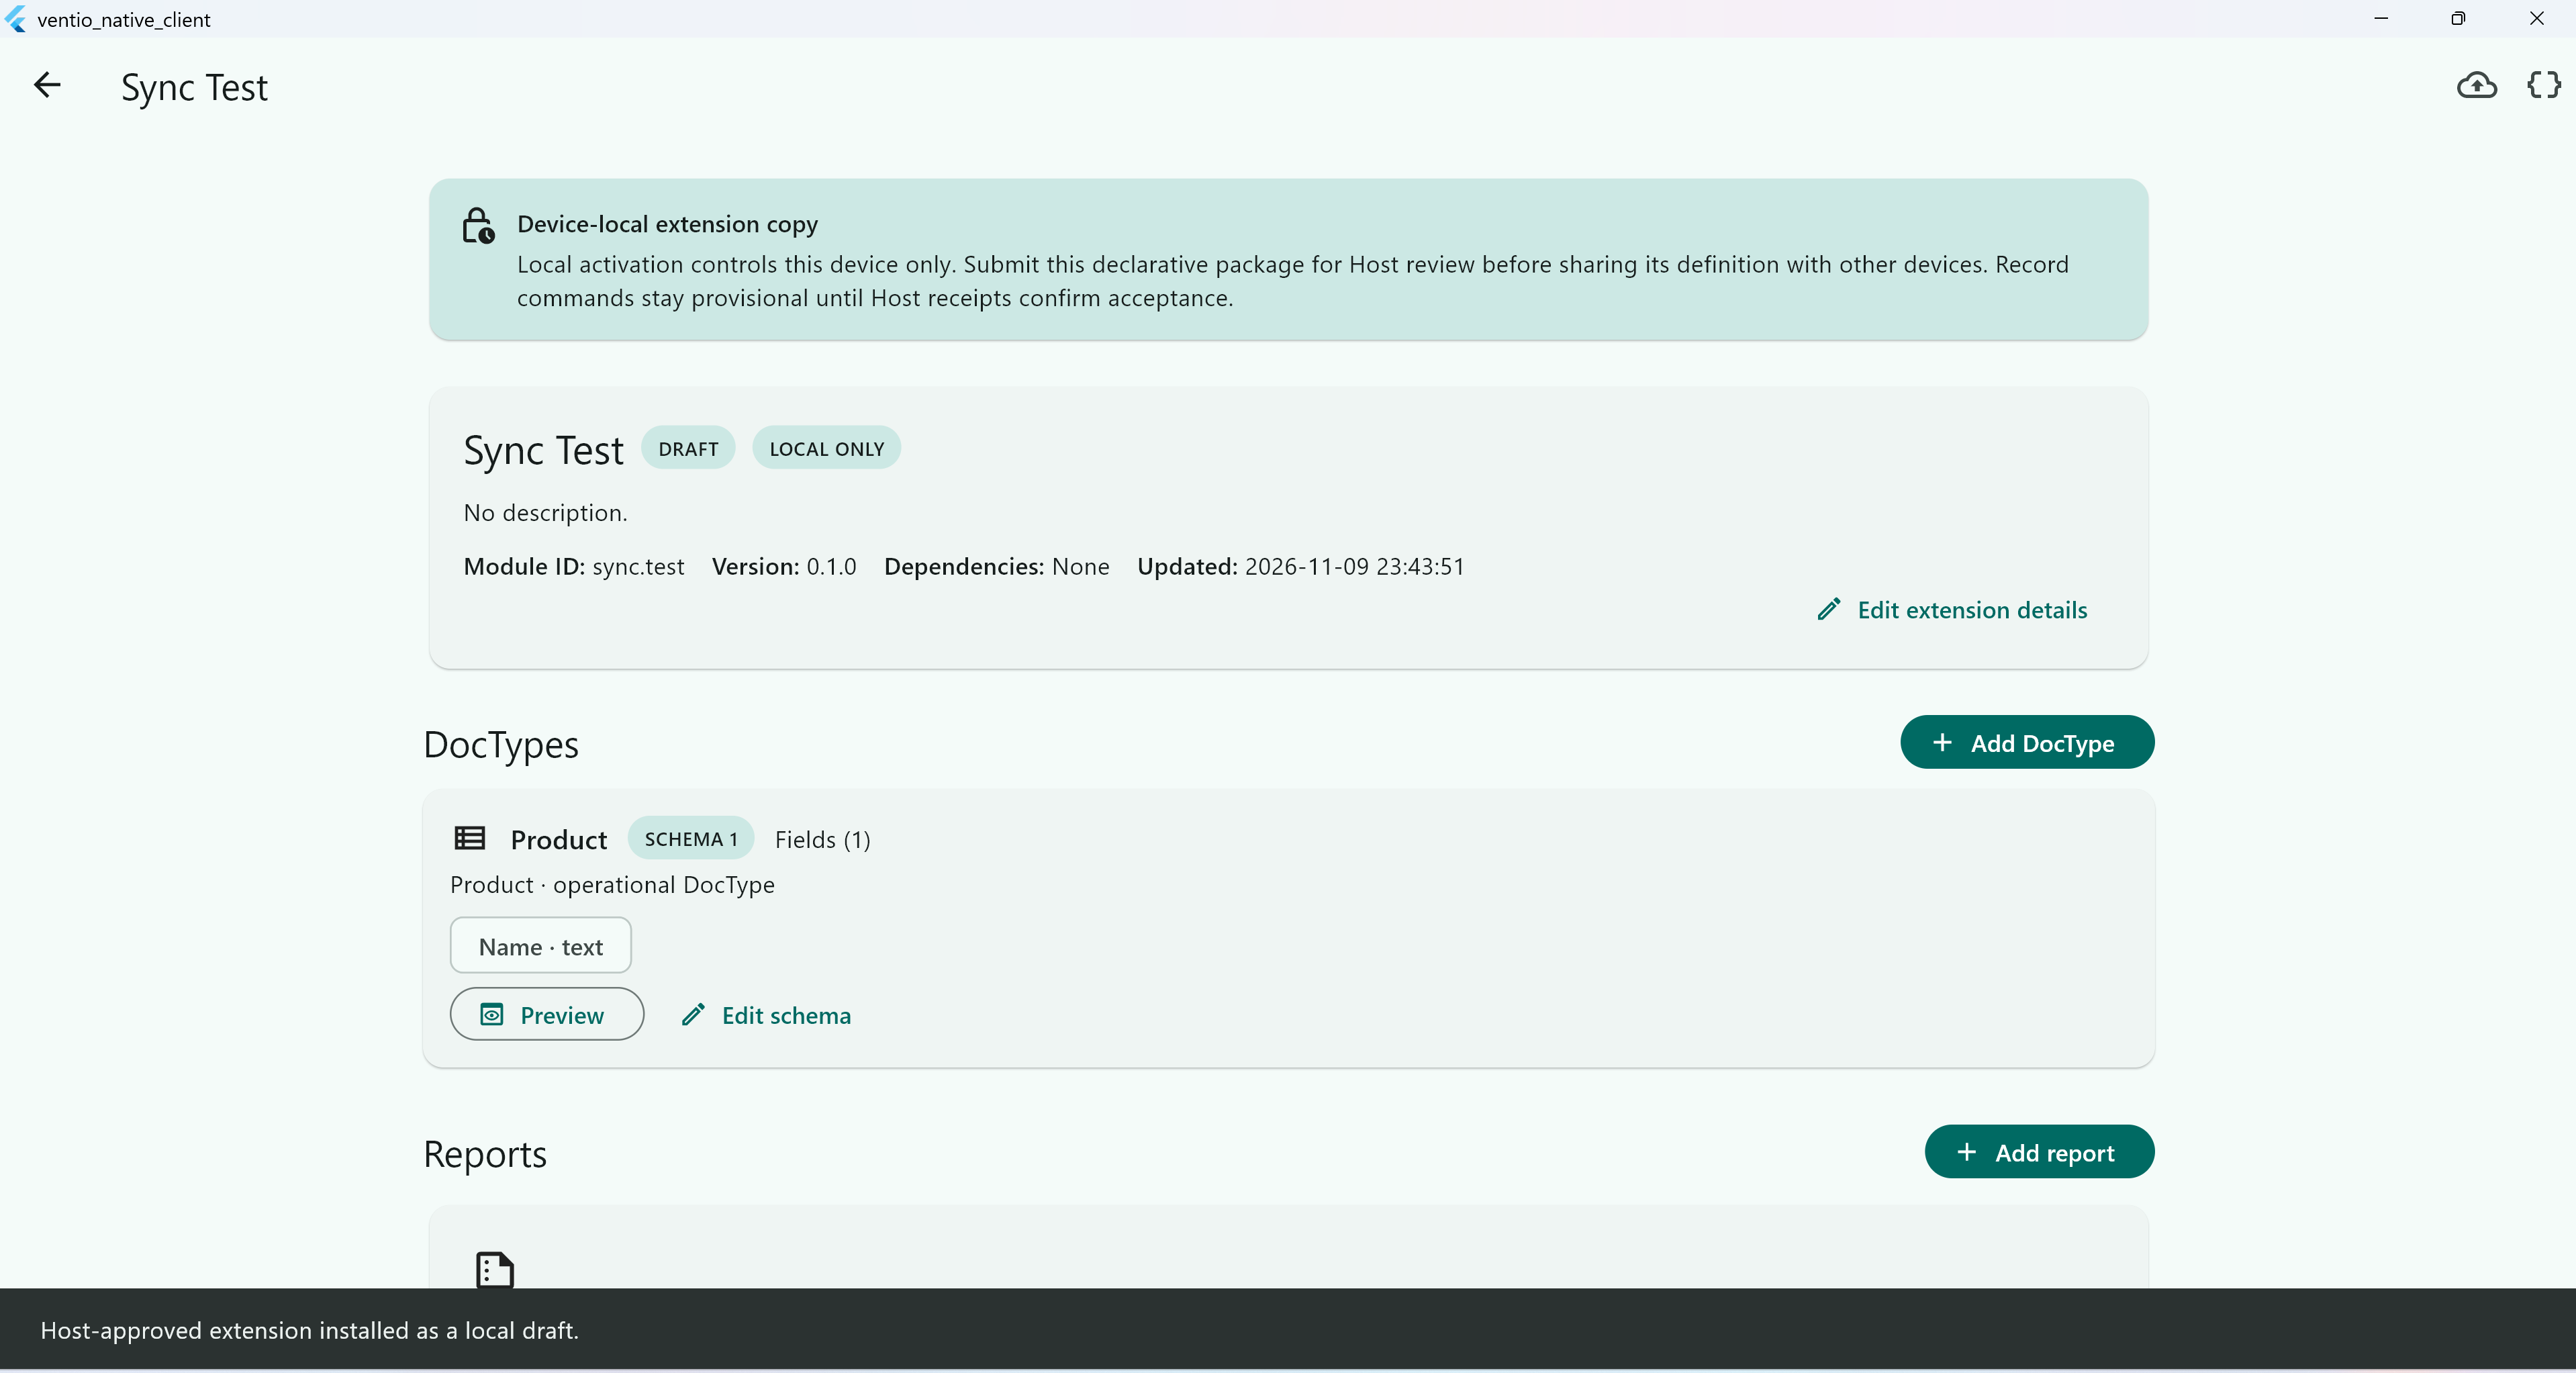 ventio_native_client
Sync Test
Device-local extension copy
Local activation controls this device only. Submit this declarative package for Host review before sharing its definition with other devices. Record
commands stay provisional until Host receipts confirm acceptance.
Sync Test DRAFT LOCAL ONLY
No description.
Module ID: sync.test Version: 0.1.0 Dependencies: None Updated: 2026-11-09 23:43:51
Edit extension details
DocTypes
+ Add DocType
Product SCHEMA 1 Fields (1)
Product · operational DocType
Name · text
Preview Edit schema
Reports
+ Add report
Host-approved extension installed as a local draft.